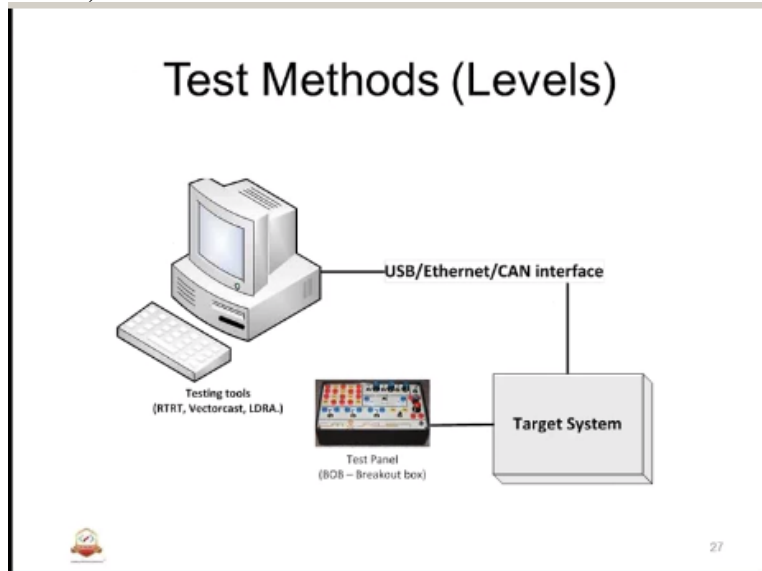 Test Methods (Levels)
USB/Ethernet/CAN interface
Testing tools
(RTRT, Vectorcast, LDRA.)
Target System
Test Panel
(BOB – Breakout box)
27